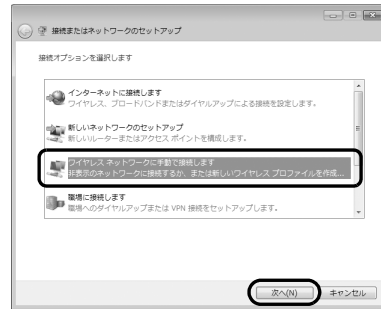 接続またはネットワークのセットアップ
接続オプションを選択します
インターネットに接続します
ワイヤレス、ブロードバンドまたはダイヤルアップによる接続を設定します。
新しいネットワークのセットアップ
新しいルーターまたはアクセス ポイントを構成します。
ワイヤレス ネットワークに手動で接続します
非表示のネットワークに接続するか、または新しいワイヤレス プロファイルを作成...
職場に接続します
職場へのダイヤルアップまたは VPN 接続をセットアップします。
次へ(N)
キャンセル